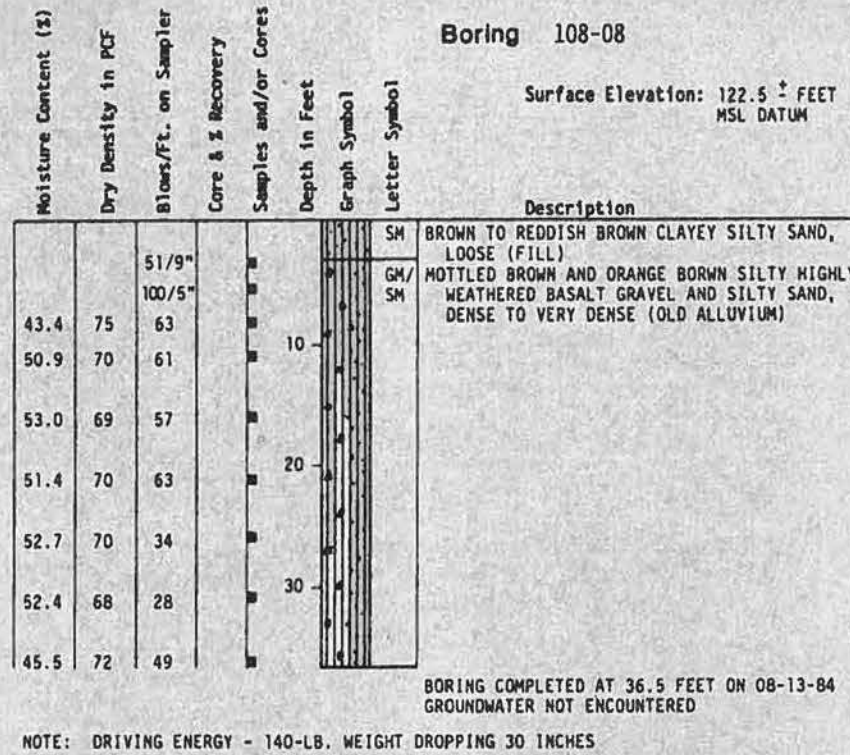 Boring 108-08
Surface Elevation: 122.5 ± FEET
MSL DATUM
Moisture Content (%)
Dry Density in PCF
Blows/Ft. on Sampler
Core & % Recovery
Samples and/or Cores
Depth in Feet
Graph Symbol
Letter Symbol
Description
SM BROWN TO REDDISH BROWN CLAYEY SILTY SAND,
LOOSE (FILL)
51/9"
GM/ MOTTLED BROWN AND ORANGE BORWN SILTY HIGHLY
100/5" SM WEATHERED BASALT GRAVEL AND SILTY SAND,
43.4 75 63 DENSE TO VERY DENSE (OLD ALLUVIUM)
10
50.9 70 61
53.0 69 57
20
51.4 70 63
52.7 70 34
30
52.4 68 28
45.5 72 49
BORING COMPLETED AT 36.5 FEET ON 08-13-84
GROUNDWATER NOT ENCOUNTERED
NOTE: DRIVING ENERGY - 140-LB. WEIGHT DROPPING 30 INCHES